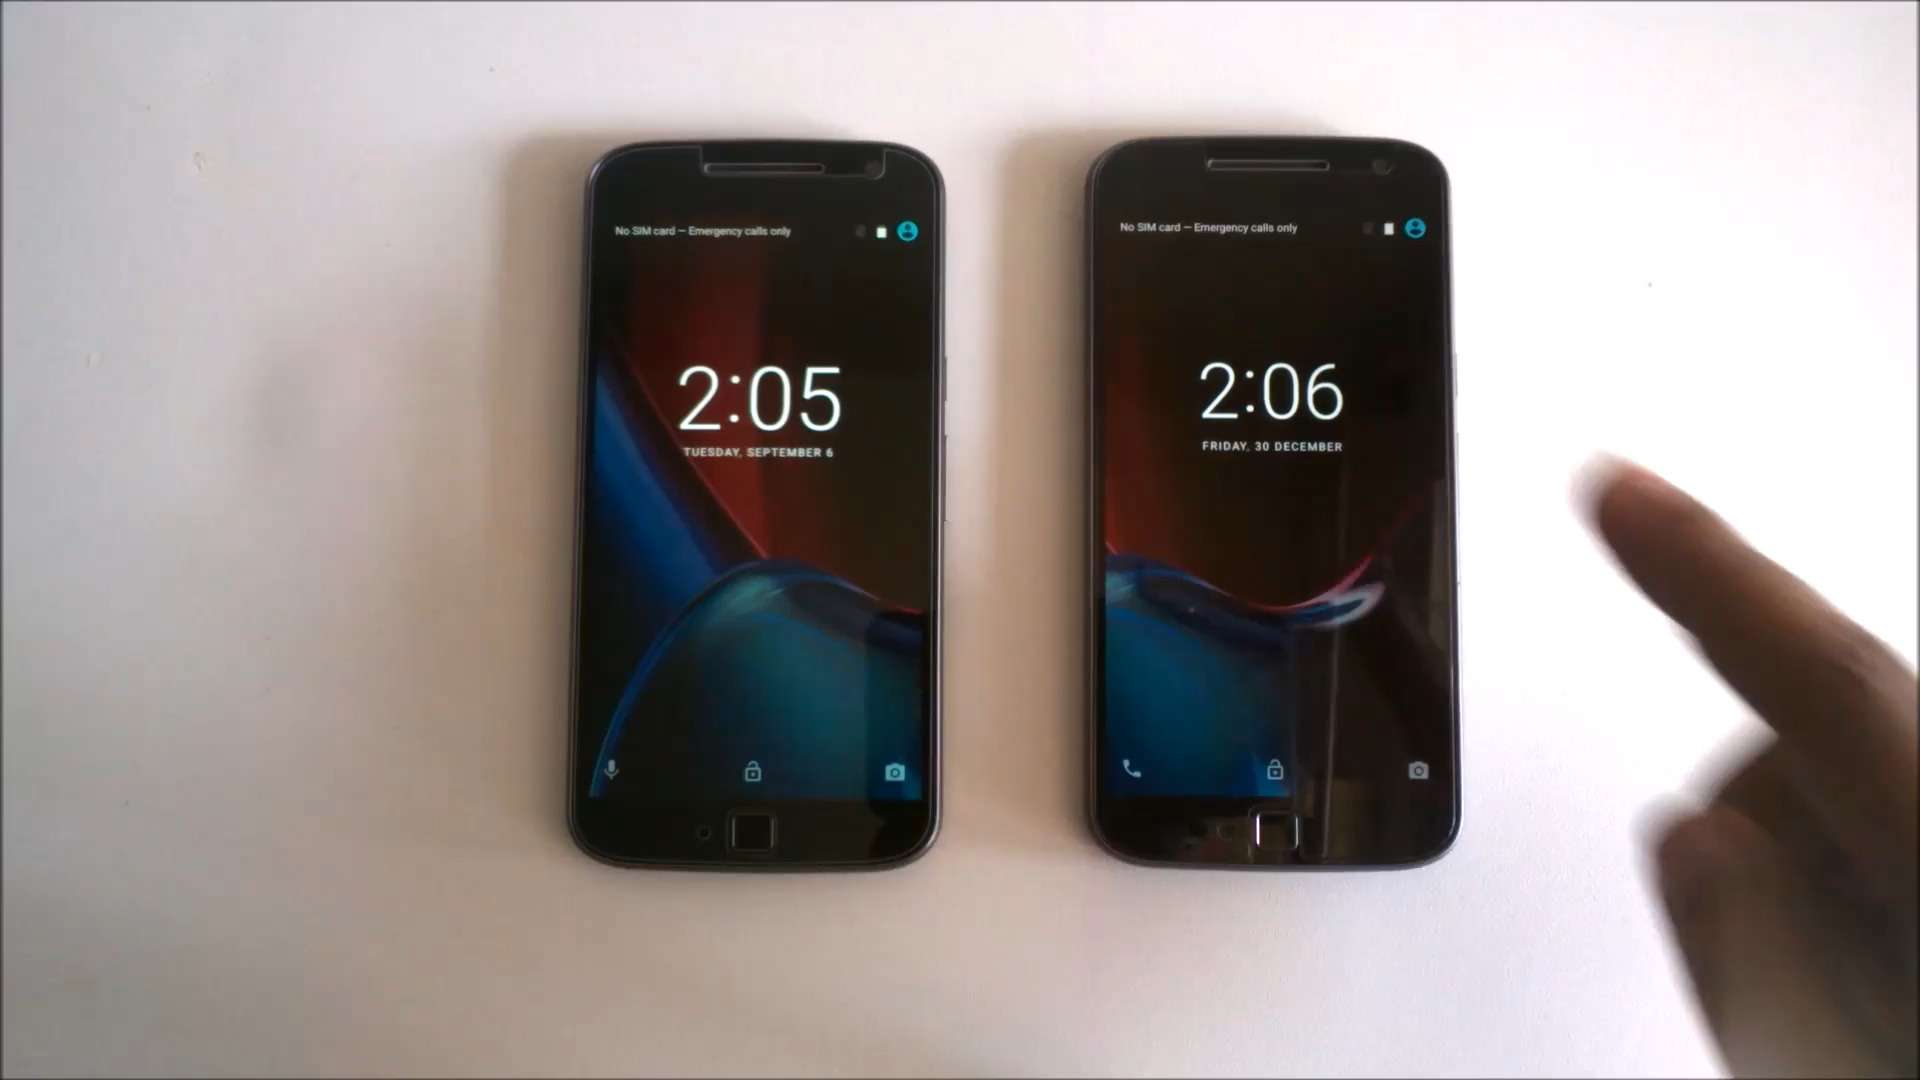 No SIM card — Emergency calls only
2:05
TUESDAY, SEPTEMBER 6
No SIM card — Emergency calls only
2:06
FRIDAY, 30 DECEMBER